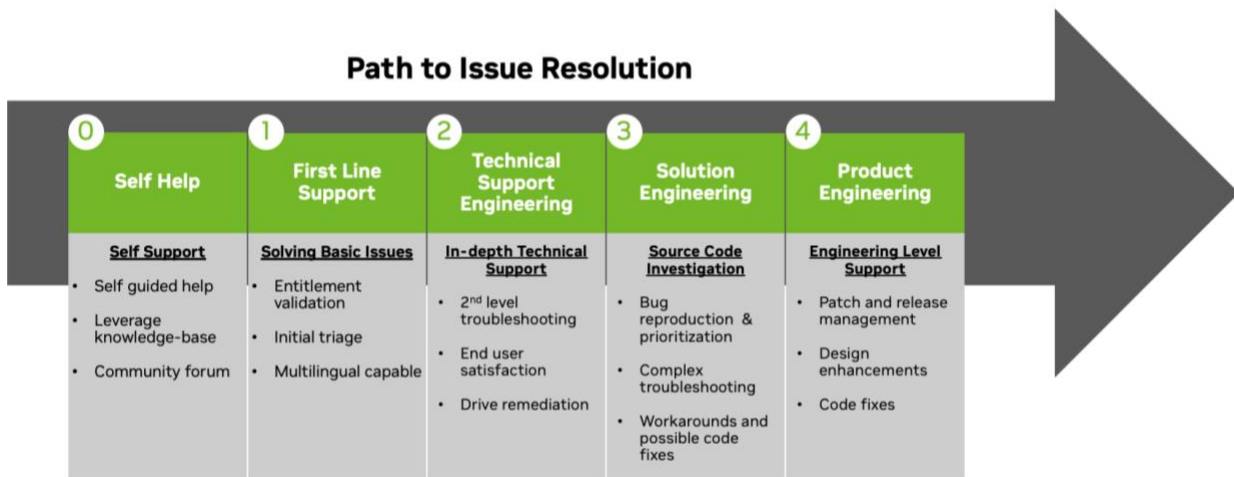 Path to Issue Resolution
0
Self Help
Self Support
• Self guided help
• Leverage
knowledge-base
• Community forum
1
First Line
Support
Solving Basic Issues
• Entitlement
validation
• Initial triage
• Multilingual capable
2
Technical
Support
Engineering
In-depth Technical
Support
• 2nd level
troubleshooting
• End user
satisfaction
• Drive remediation
3
Solution
Engineering
Source Code
Investigation
• Bug
reproduction &
prioritization
• Complex
troubleshooting
• Workarounds and
possible code
fixes
4
Product
Engineering
Engineering Level
Support
• Patch and release
management
• Design
enhancements
• Code fixes